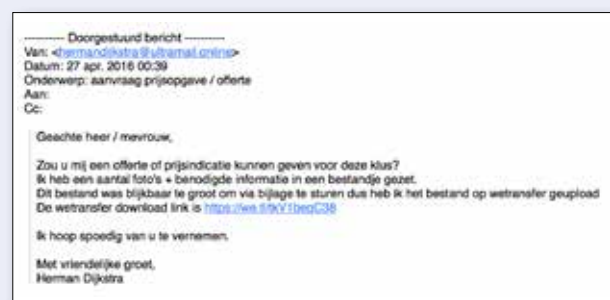 ---------- Doorgestuurd bericht ----------
Van: <hermandijkstra@ultramail.online>
Datum: 27 apr. 2016 00:39
Onderwerp: aanvraag prijsopgave / offerte
Aan:
Cc:
Geachte heer / mevrouw,
Zou u mij een offerte of prijsindicatie kunnen geven voor deze klus?
Ik heb een aantal foto's + benodigde informatie in een bestandje gezet.
Dit bestand was blijkbaar te groot om via bijlage te sturen dus heb ik het bestand op wetransfer geupload
De wetransfer download link is
Ik hoop spoedig van u te vernemen.
Met vriendelijke groet,
Herman Dijkstra